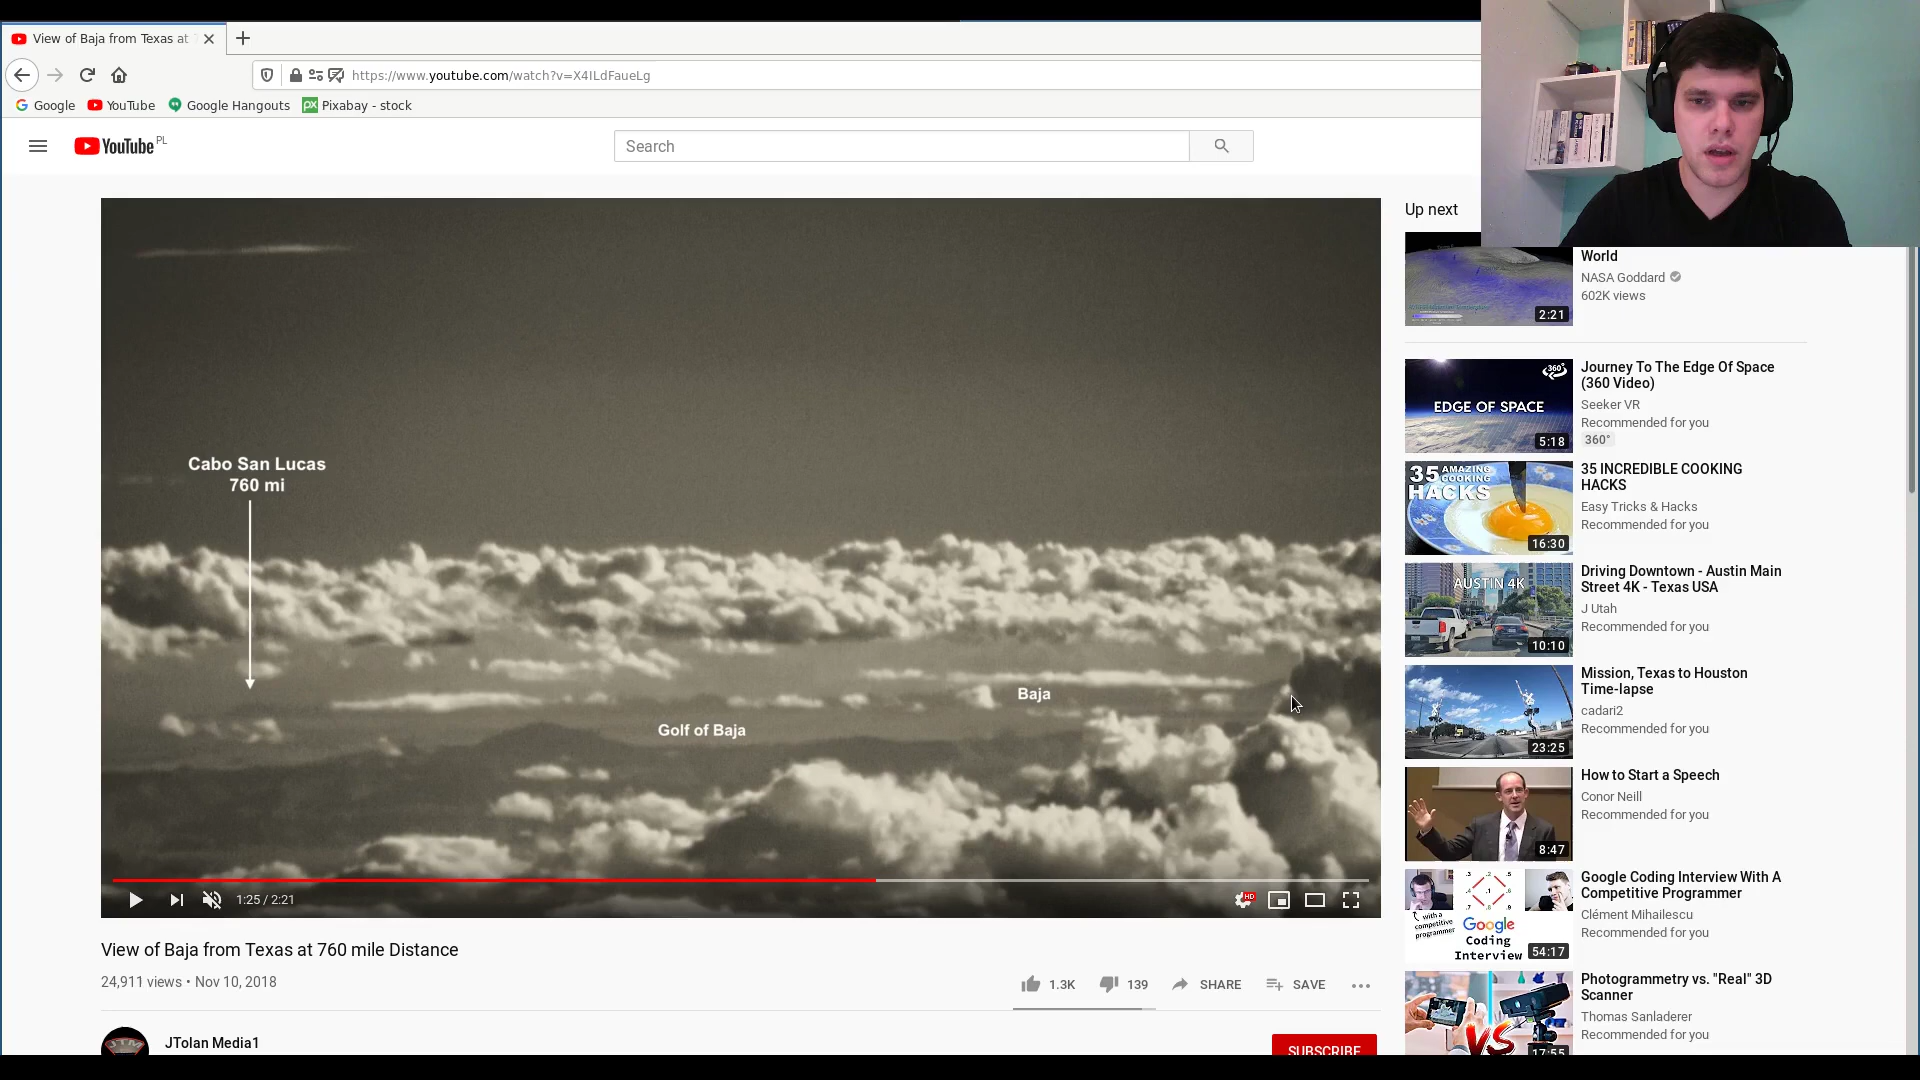 View of Baja from Texas at
https://www.youtube.com/watch?v=X4ILdFaueLg
Google
YouTube
Google Hangouts
Pixabay - stock
YouTube PL
Search
Cabo San Lucas
760 mi
Golf of Baja
Baja
1:25 / 2:21
HD
View of Baja from Texas at 760 mile Distance
24,911 views • Nov 10, 2018
1.3K
139
SHARE
SAVE
JTolan Media1
SUBSCRIBE
Up next
World
NASA Goddard
602K views
2:21
360°
EDGE OF SPACE
5:18
Journey To The Edge Of Space
(360 Video)
Seeker VR
Recommended for you
360°
35 AMAZING
COOKING
HACKS
16:30
35 INCREDIBLE COOKING
HACKS
Easy Tricks & Hacks
Recommended for you
AUSTIN 4K
10:10
Driving Downtown - Austin Main
Street 4K - Texas USA
J Utah
Recommended for you
23:25
Mission, Texas to Houston
Time-lapse
cadari2
Recommended for you
8:47
How to Start a Speech
Conor Neill
Recommended for you
with a
competitive
programmer
Google
Coding
Interview
54:17
Google Coding Interview With A
Competitive Programmer
Clément Mihailescu
Recommended for you
VS
17:55
Photogrammetry vs. "Real" 3D
Scanner
Thomas Sanladerer
Recommended for you